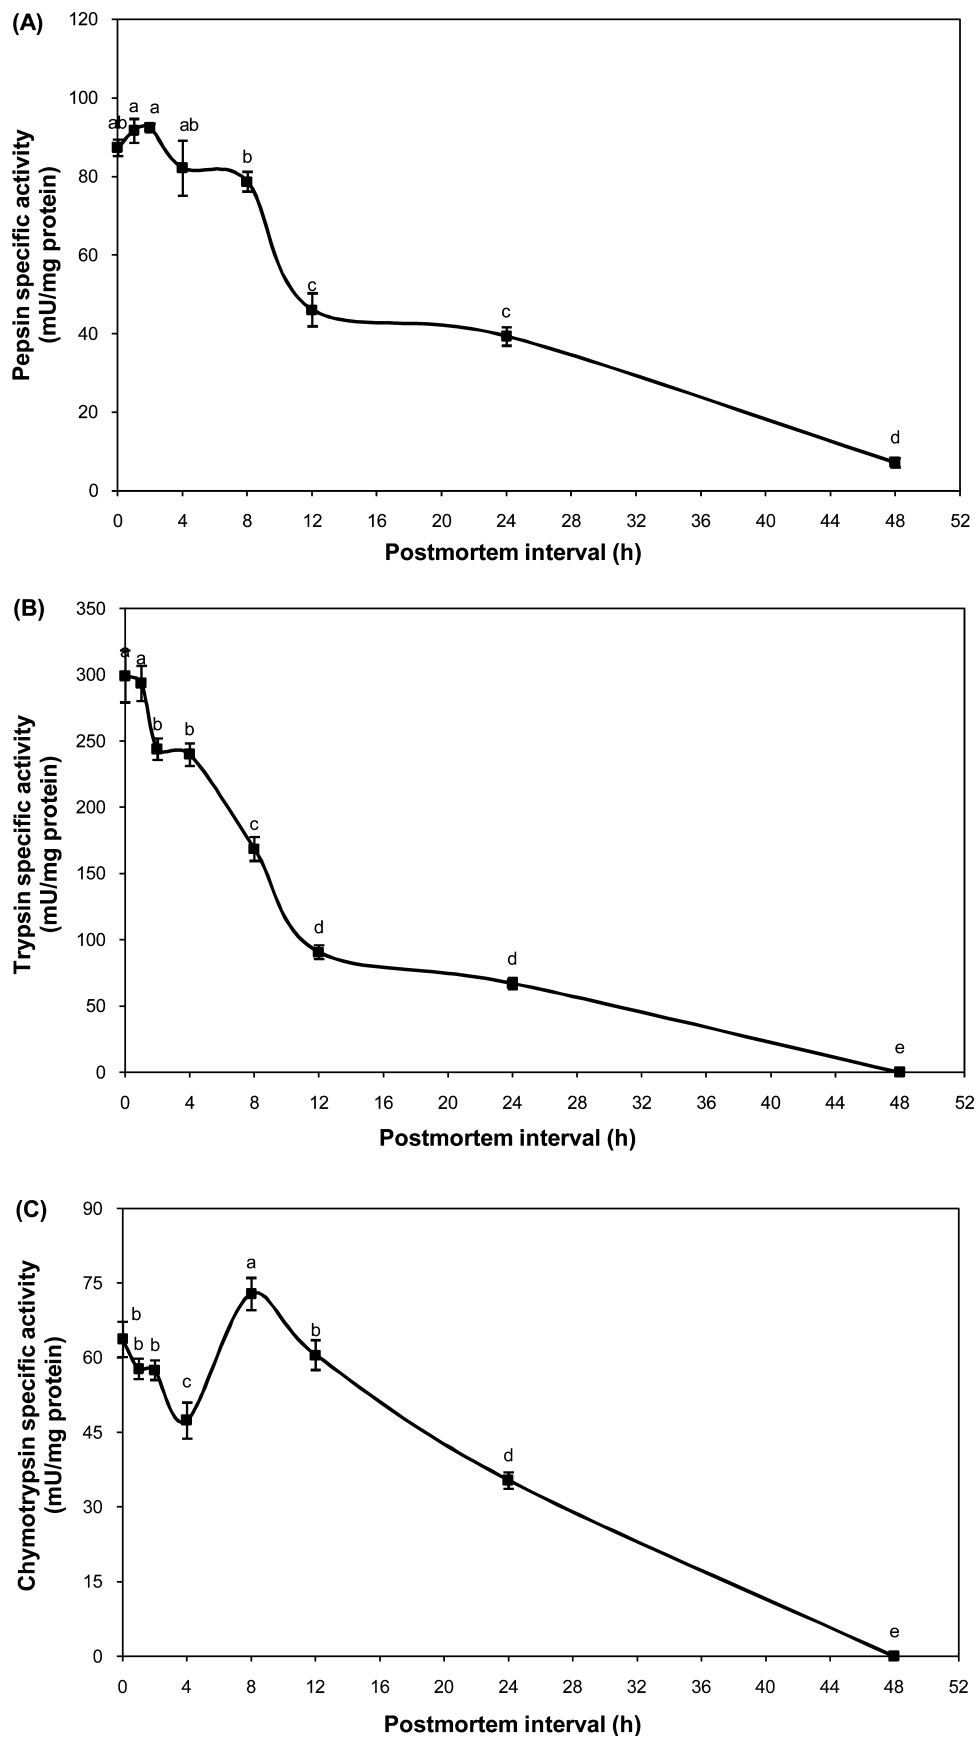 (A)
120
100
80
60
40
20
0
Pepsin specific activity
(mU/mg protein)
ab
a
a
ab
b
c
c
d
0 4 8 12 16 20 24 28 32 36 40 44 48 52
Postmortem interval (h)
(B)
350
300
250
200
150
100
50
0
Trypsin specific activity
(mU/mg protein)
a
a
b
b
c
d
d
e
0 4 8 12 16 20 24 28 32 36 40 44 48 52
Postmortem interval (h)
(C)
90
75
60
45
30
15
0
Chymotrypsin specific activity
(mU/mg protein)
b
b
b
c
a
b
d
e
0 4 8 12 16 20 24 28 32 36 40 44 48 52
Postmortem interval (h)